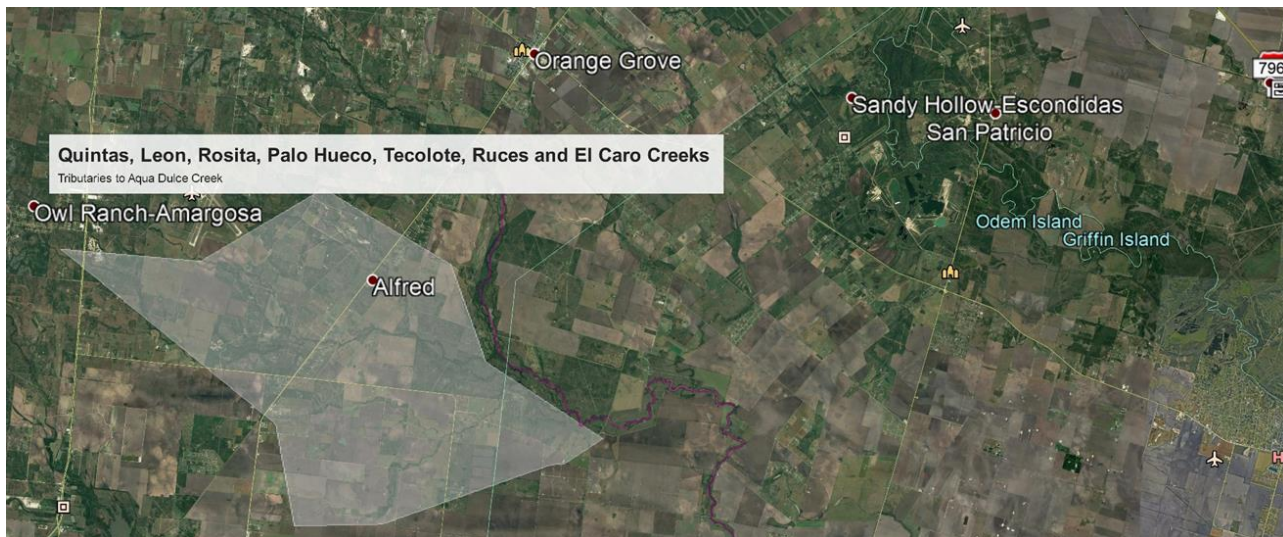 Orange Grove
796
Sandy Hollow-Escondidas
San Patricio
Quintas, Leon, Rosita, Palo Hueco, Tecolote, Ruces and El Caro Creeks
Tributaries to Aqua Dulce Creek
Owl Ranch-Amargosa
Odem Island
Griffin Island
Alfred
H